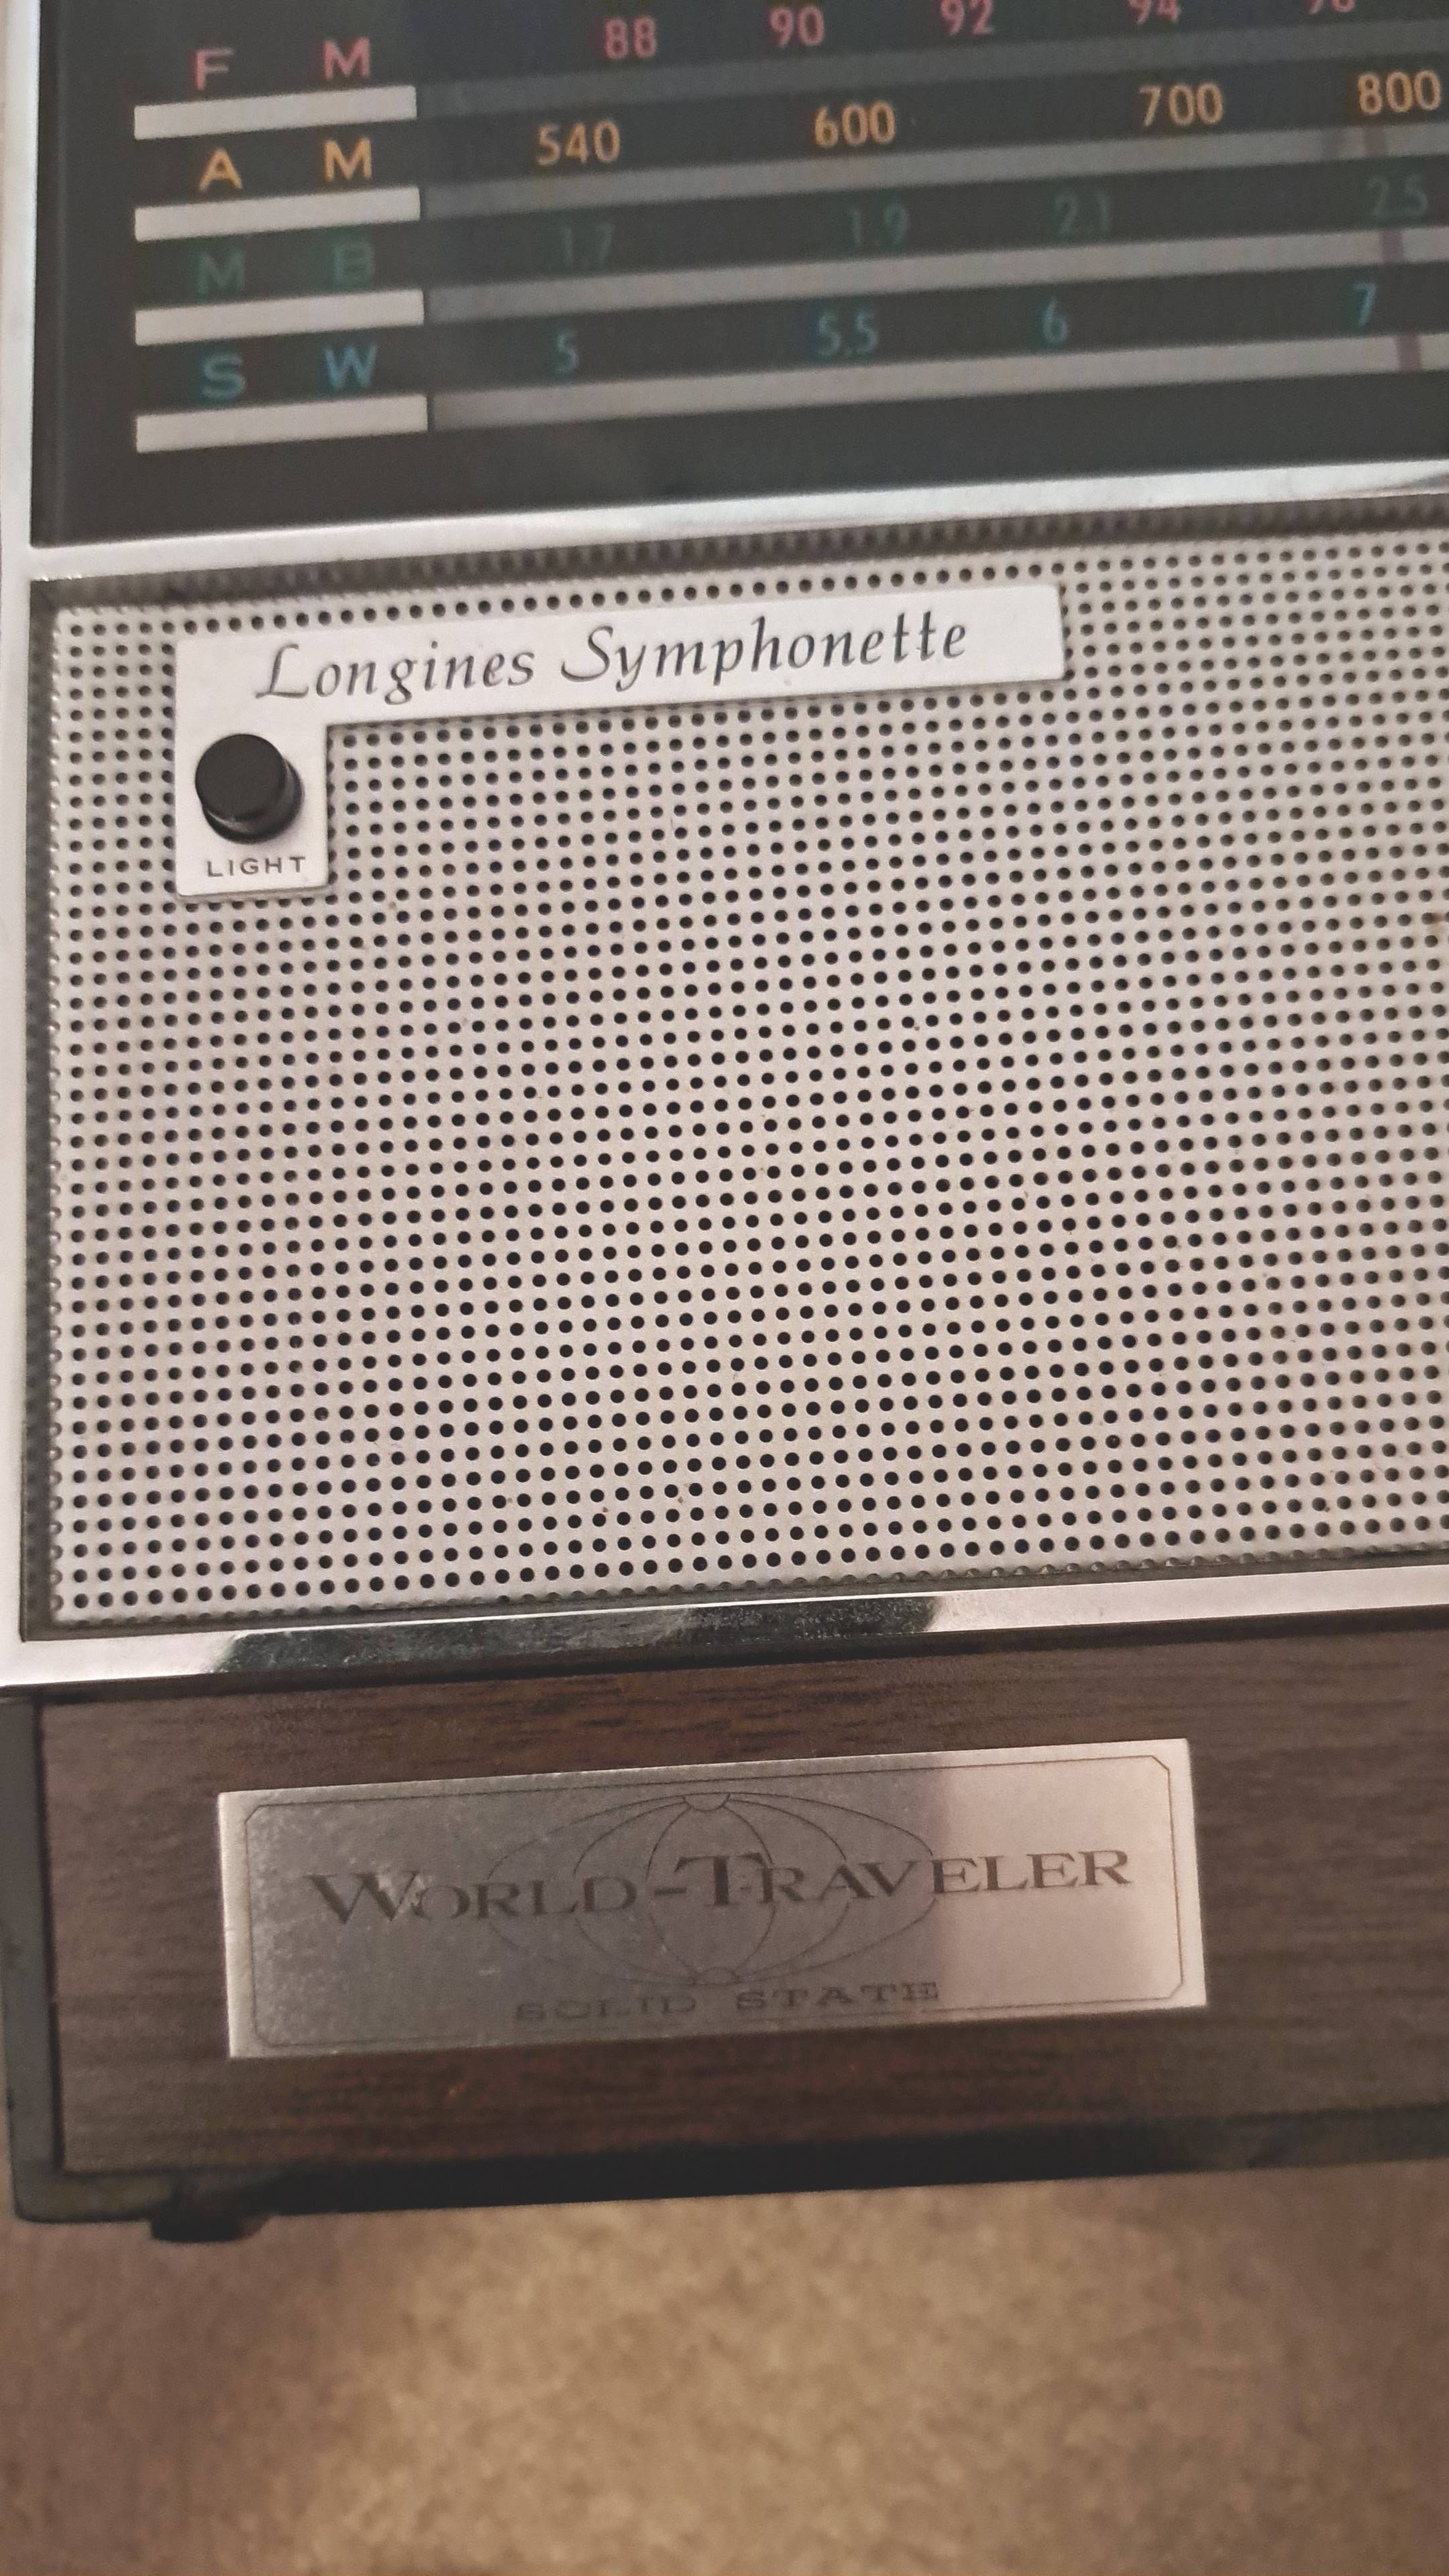 F M 88 90 92 94
A M 540 600 700 800
M B 1.7 1.9 2.1 2.5
S W 5 5.5 6 7
Longines Symphonette
LIGHT
WORLD-TRAVELER
SOLID STATE